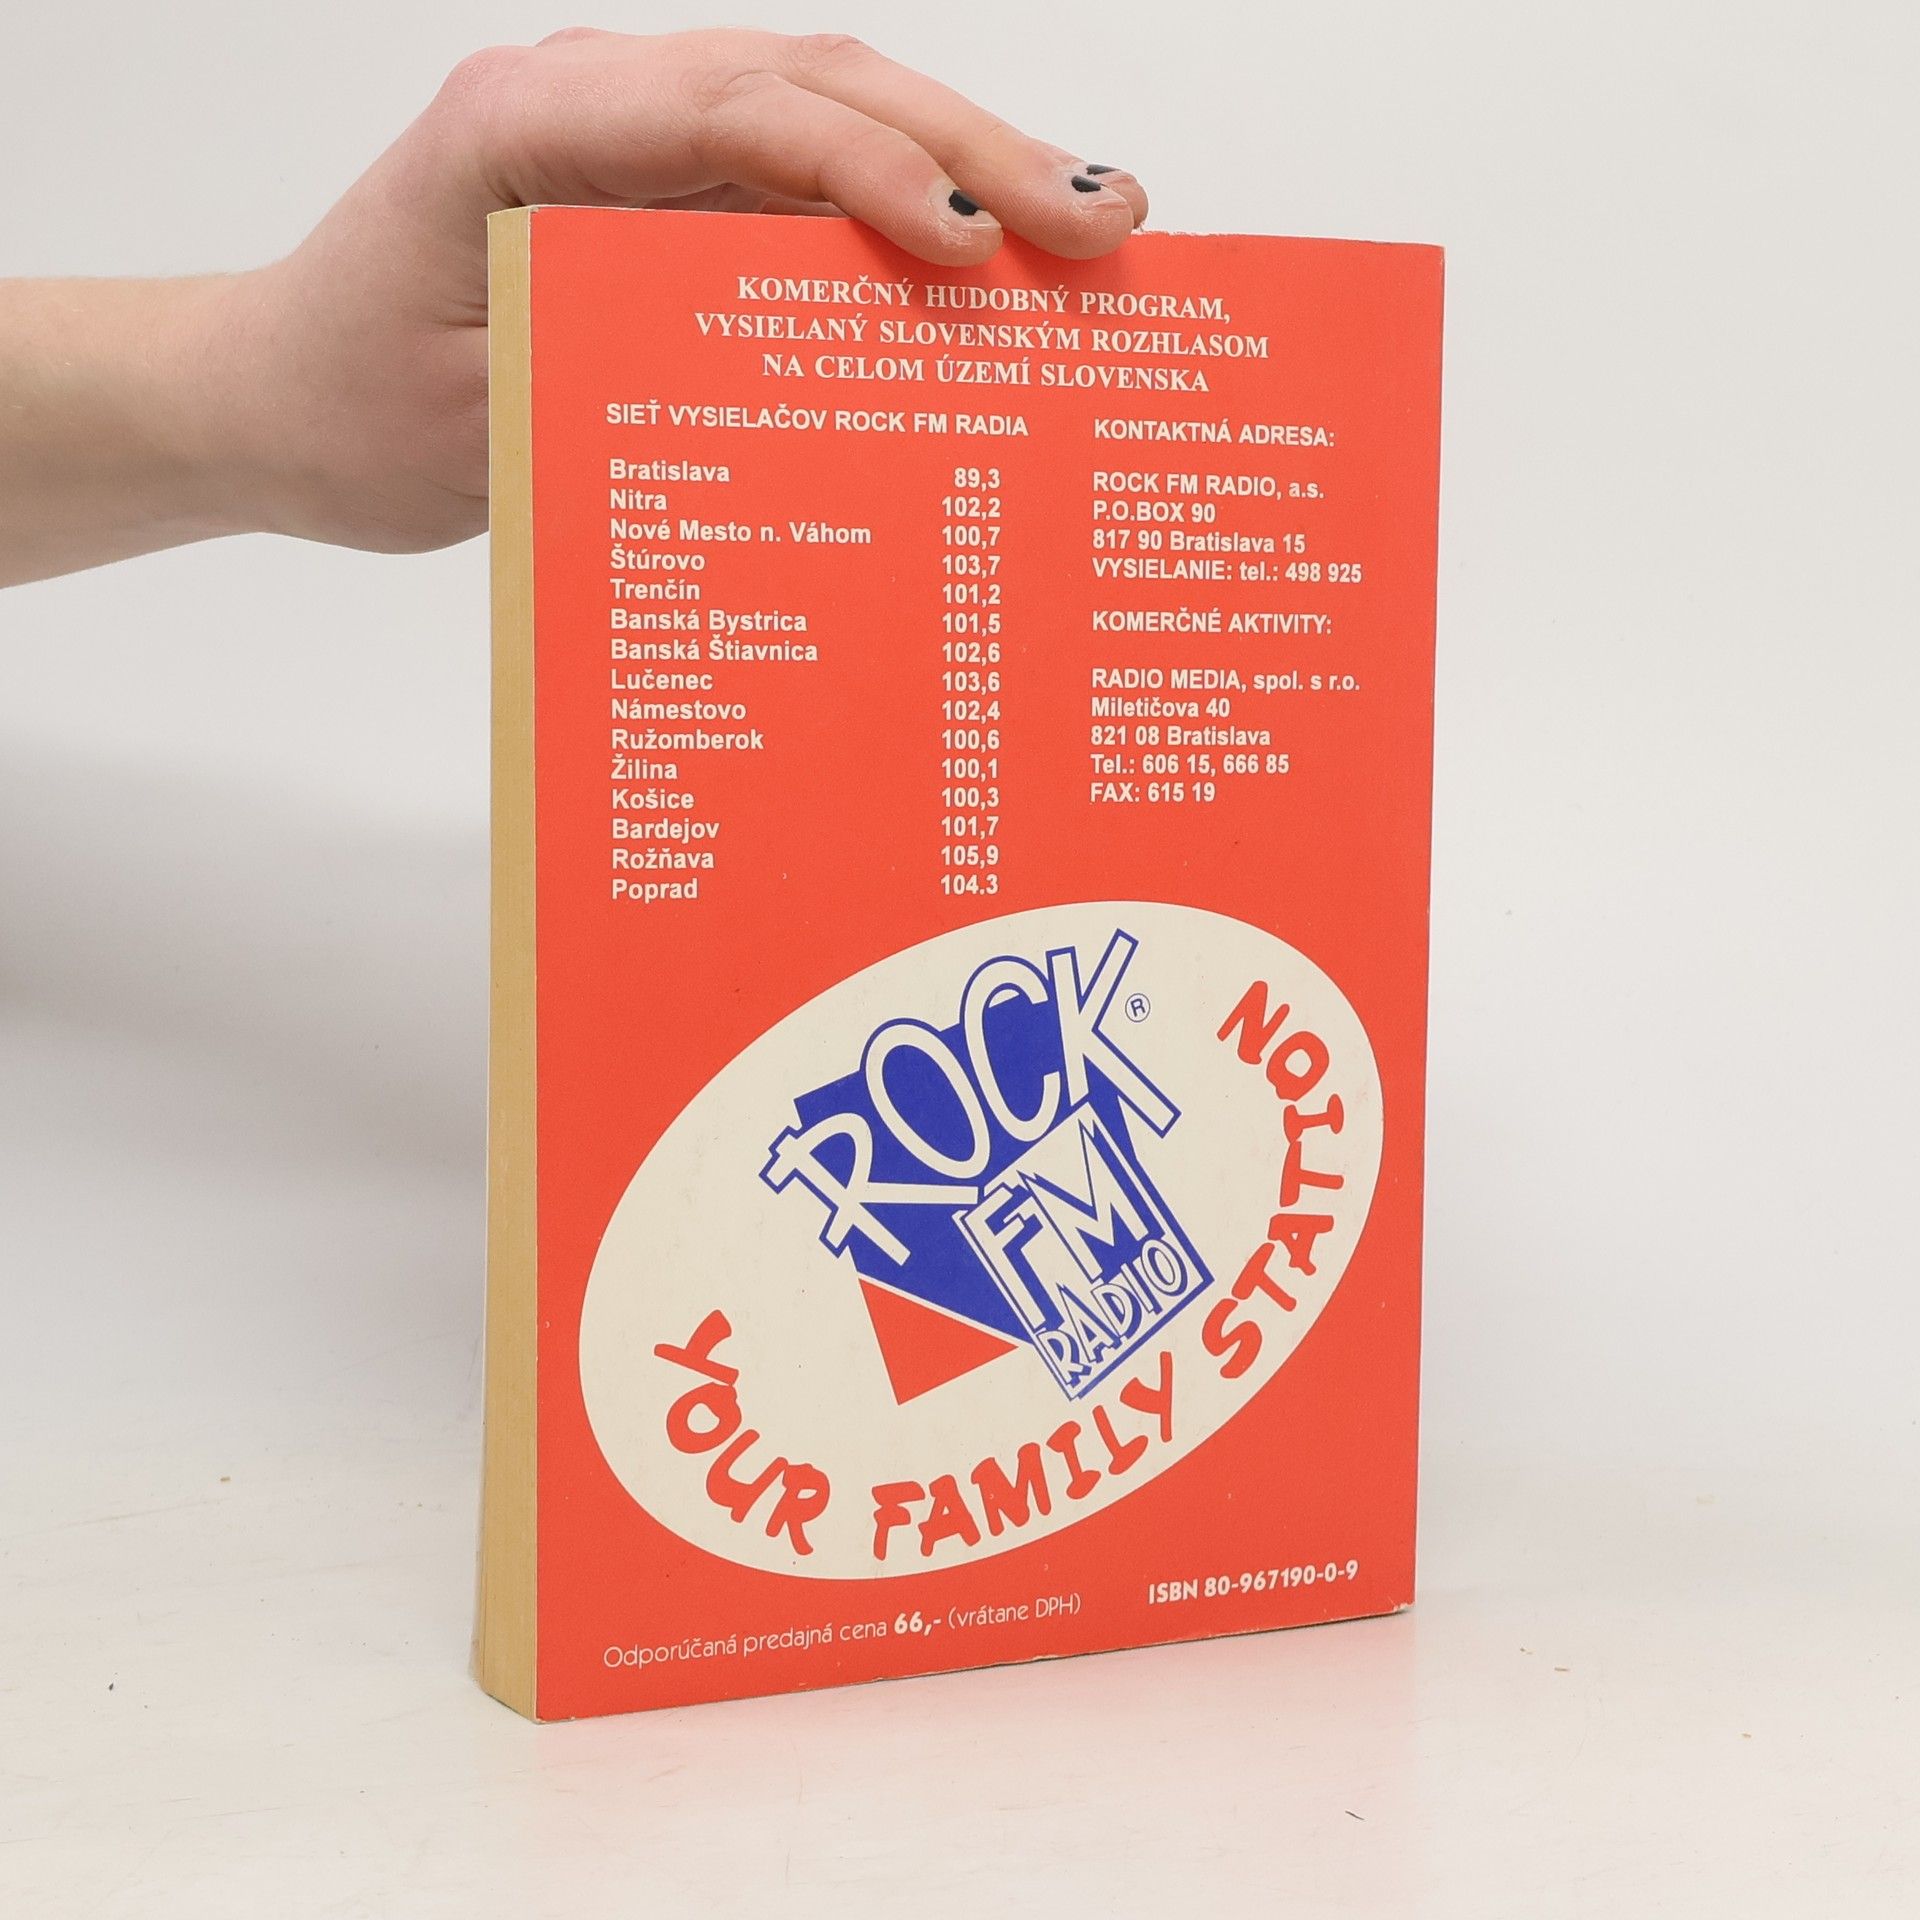 KOMERČNÝ HUDOBNÝ PROGRAM,
VYSIELANÝ SLOVENSKÝM ROZHLASOM
NA CELOM ÚZEMÍ SLOVENSKA
SIEŤ VYSIELAČOV ROCK FM RADIA
Bratislava 89,3
Nitra 102,2
Nové Mesto n. Váhom 100,7
Štúrovo 103,7
Trenčín 101,2
Banská Bystrica 101,5
Banská Štiavnica 102,6
Lučenec 103,6
Námestovo 102,4
Ružomberok 100,6
Žilina 100,1
Košice 100,3
Bardejov 101,7
Rožňava 105,9
Poprad 104.3
KONTAKTNÁ ADRESA:
ROCK FM RADIO, a.s.
P.O.BOX 90
817 90 Bratislava 15
VYSIELANIE: tel.: 498 925
KOMERČNÉ AKTIVITY:
RADIO MEDIA, spol. s r.o.
Miletičova 40
821 08 Bratislava
Tel.: 606 15, 666 85
FAX: 615 19
ROCK®
FM
RADIO
YOUR FAMILY STATION
Odporúčaná predajná cena 66,- (vrátane DPH)
ISBN 80-967190-0-9